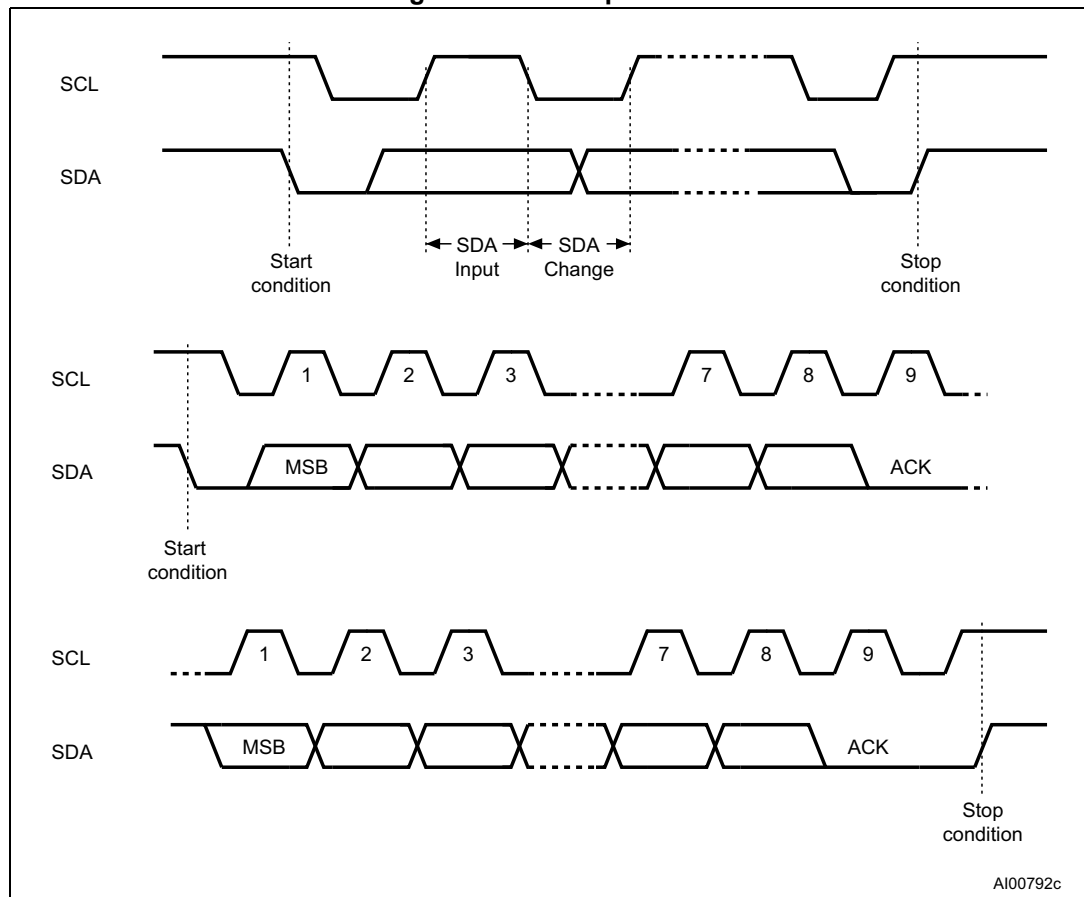 SCL
SDA
SDA
Input
SDA
Change
Start
condition
Stop
condition
SCL
1 2 3 7 8 9
SDA
MSB ACK
Start
condition
SCL
1 2 3 7 8 9
SDA
MSB ACK
Stop
condition
AI00792c